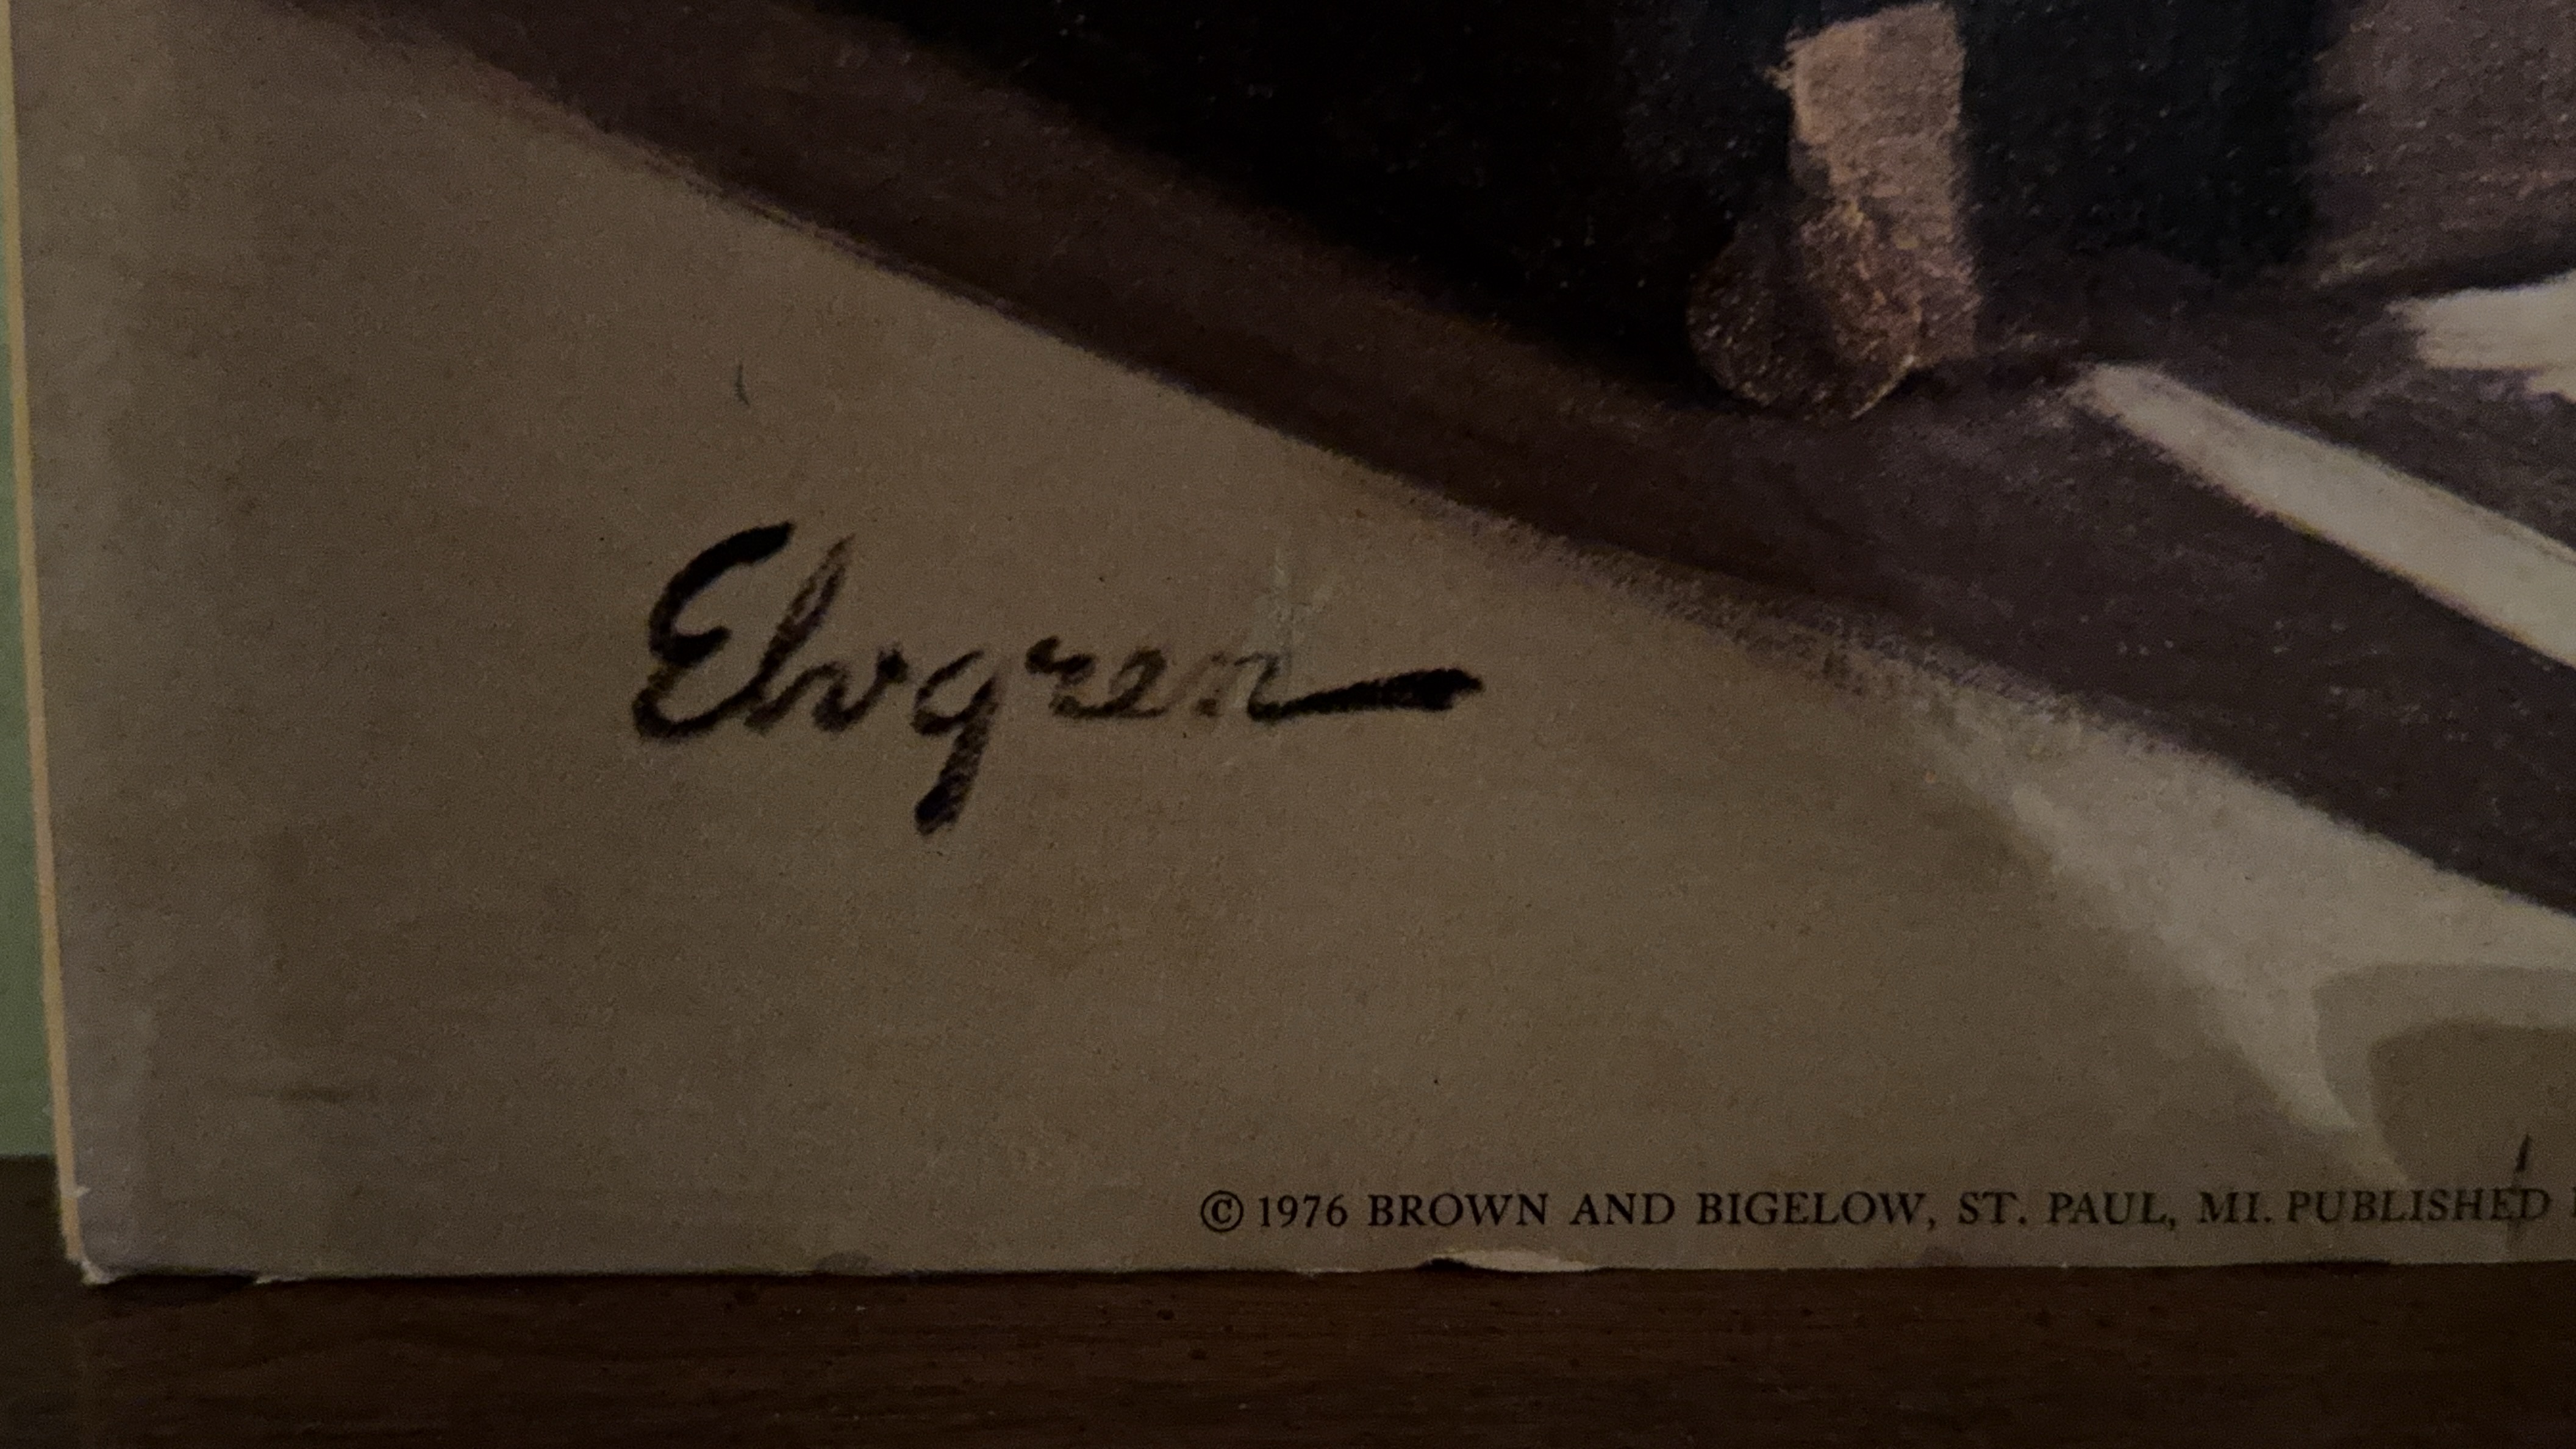 Elvgren
© 1976 BROWN AND BIGELOW, ST. PAUL, MI. PUBLISHED